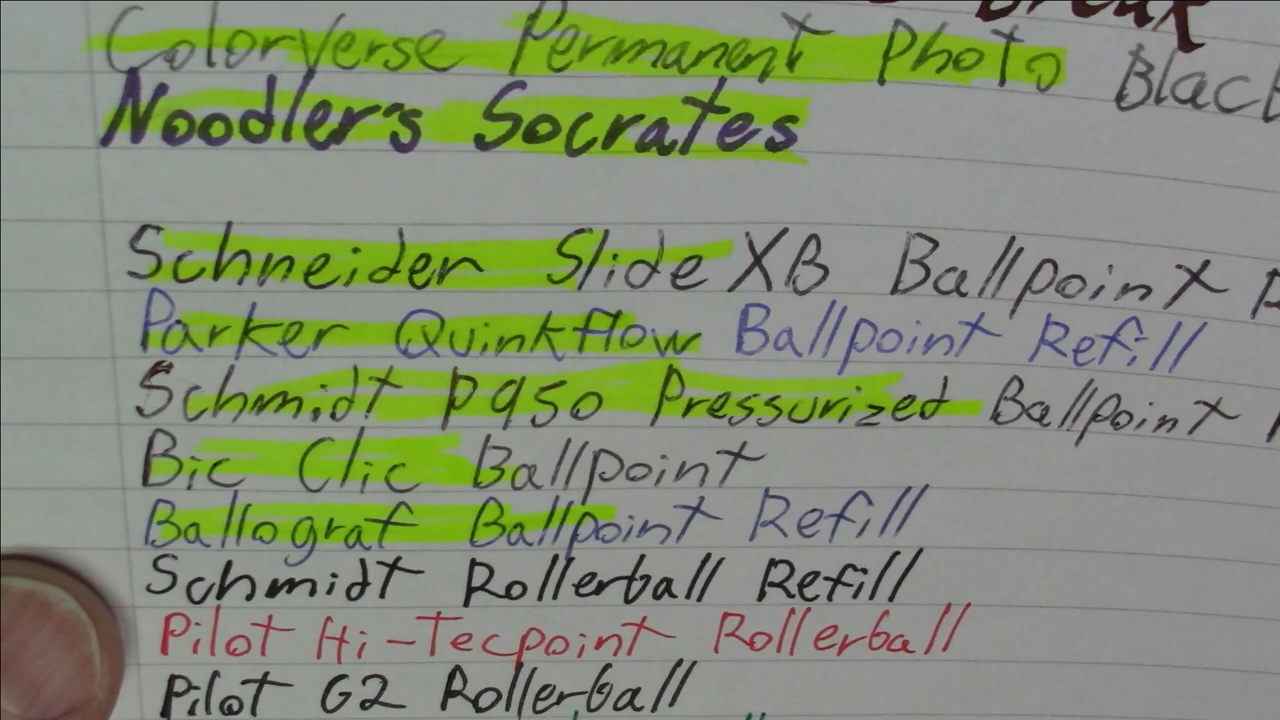 Break
Colorverse Permanent Photo Black
Noodler's Socrates
Schneider Slide XB Ballpoint
Parker Quinkflow Ballpoint Refill
Schmidt P950 Pressurized Ballpoint
Bic Clic Ballpoint
Ballograf Ballpoint Refill
Schmidt Rollerball Refill
Pilot Hi-Tecpoint Rollerball
Pilot G2 Rollerball